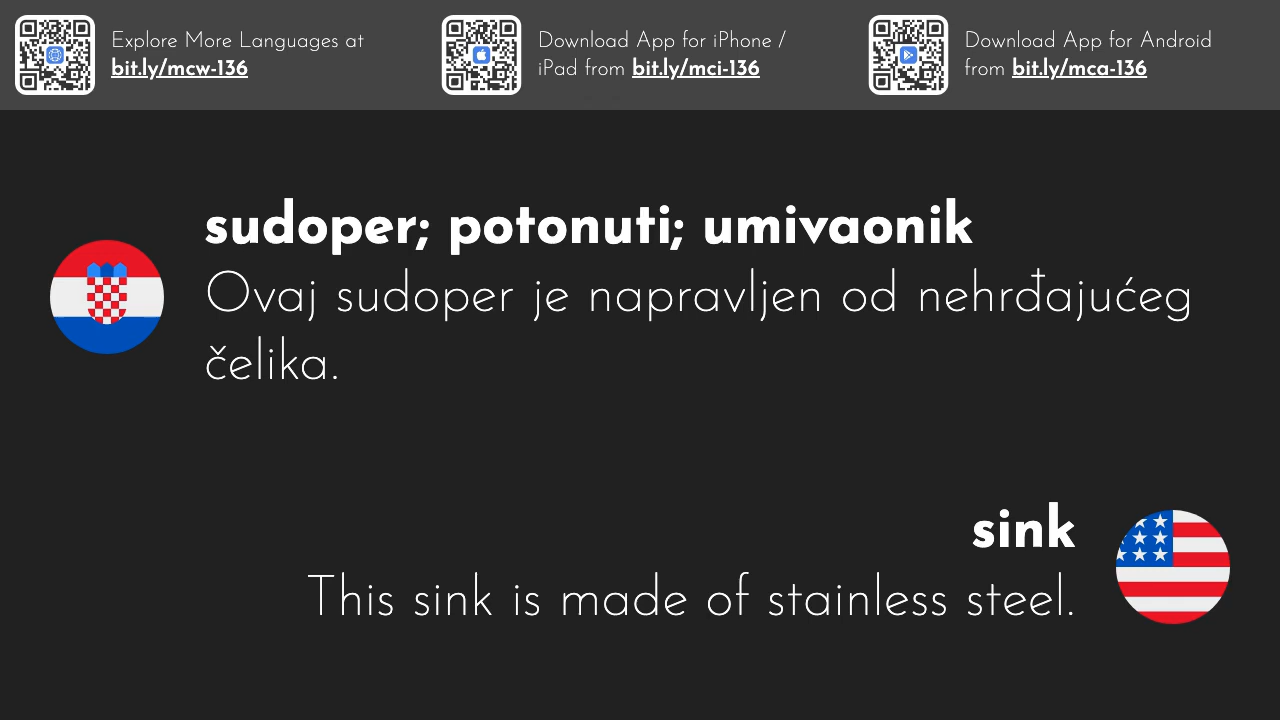 Explore More Languages at
bit.ly/mcw-136
Download App for iPhone /
iPad from bit.ly/mci-136
Download App for Android
from bit.ly/mca-136
sudoper; potonuti; umivaonik
Ovaj sudoper je napravljen od nehrđajućeg
čelika.
sink
This sink is made of stainless steel.